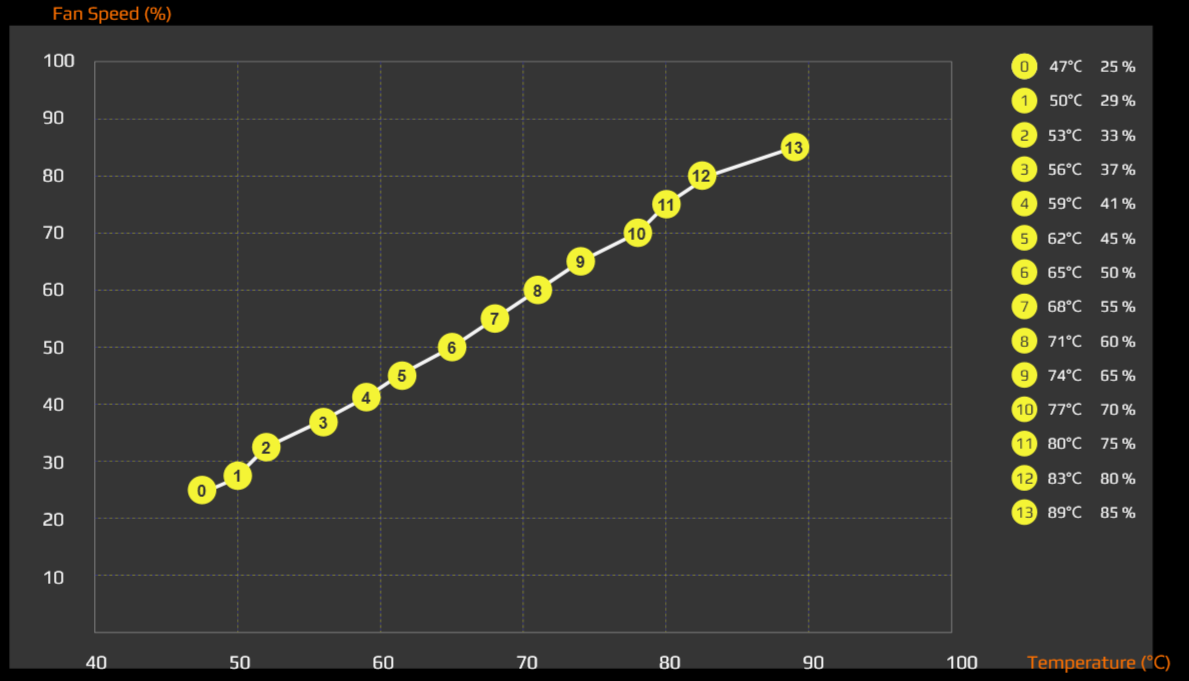 Fan Speed (%)
100
90
80
70
60
50
40
30
20
10
0
1
2
3
4
5
6
7
8
9
10
11
12
13
0 47°C 25 %
1 50°C 29 %
2 53°C 33 %
3 56°C 37 %
4 59°C 41 %
5 62°C 45 %
6 65°C 50 %
7 68°C 55 %
8 71°C 60 %
9 74°C 65 %
10 77°C 70 %
11 80°C 75 %
12 83°C 80 %
13 89°C 85 %
40 50 60 70 80 90 100 Temperature (°C)